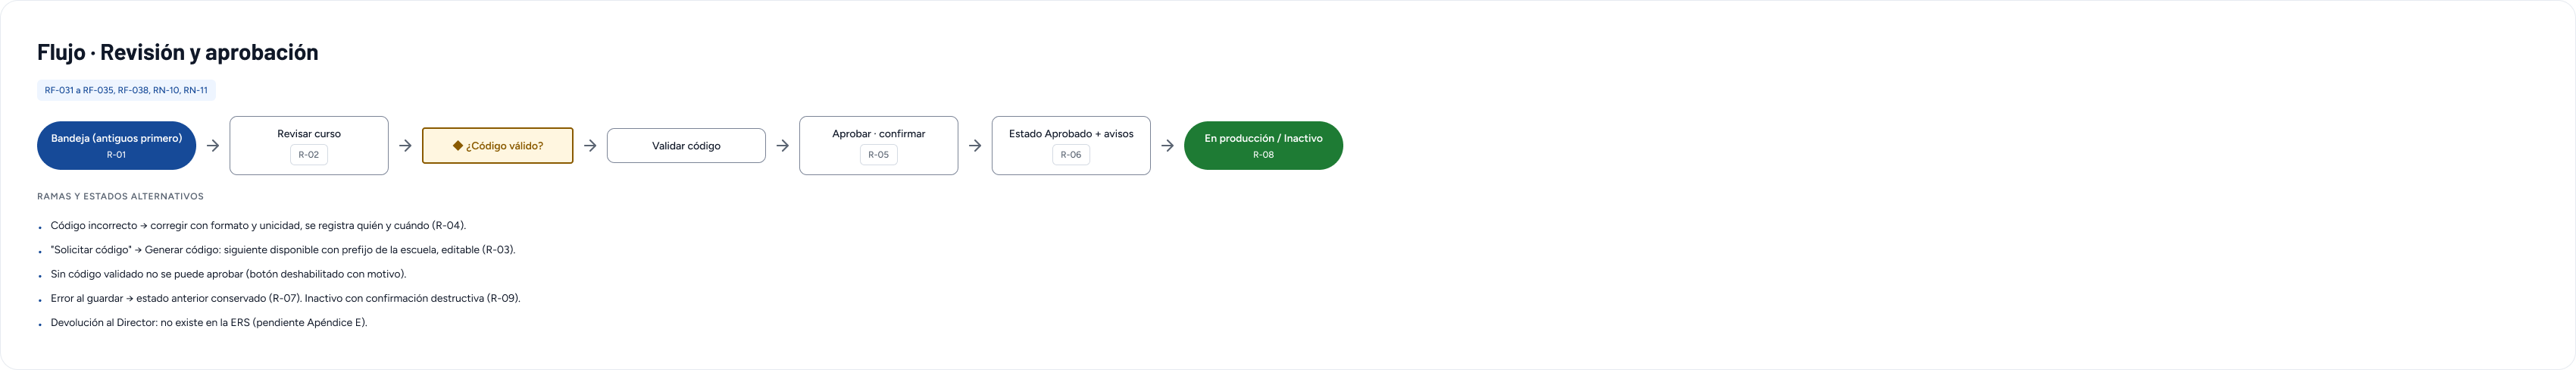 Flujo · Revisión y aprobación
RF-031 a RF-035, RF-038, RN-10, RN-11
Bandeja (antiguos primero)
R-01
→
Revisar curso
R-02
→
◆ ¿Código válido?
→
Validar código
→
Aprobar · confirmar
R-05
→
Estado Aprobado + avisos
R-06
→
En producción / Inactivo
R-08
RAMAS Y ESTADOS ALTERNATIVOS
• Código incorrecto → corregir con formato y unicidad, se registra quién y cuándo (R-04).
• "Solicitar código" → Generar código: siguiente disponible con prefijo de la escuela, editable (R-03).
• Sin código validado no se puede aprobar (botón deshabilitado con motivo).
• Error al guardar → estado anterior conservado (R-07). Inactivo con confirmación destructiva (R-09).
• Devolución al Director: no existe en la ERS (pendiente Apéndice E).